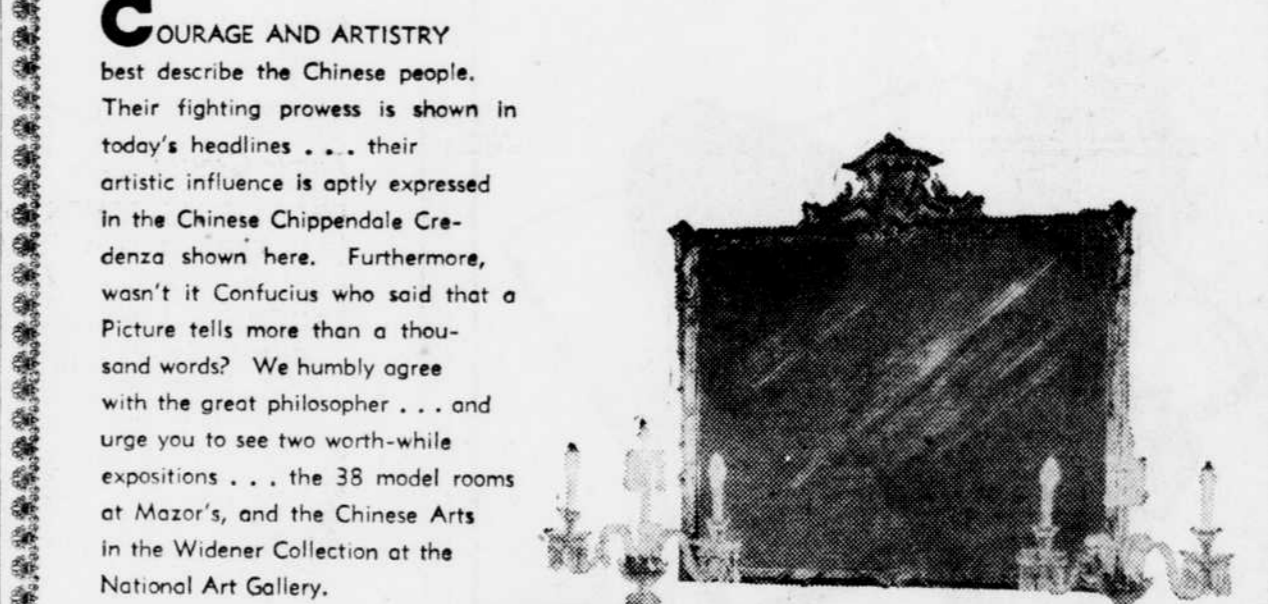 COURAGE AND ARTISTRY
best describe the Chinese people.
Their fighting prowess is shown in
today's headlines . . . their
artistic influence is aptly expressed
in the Chinese Chippendale Cre-
denza shown here. Furthermore,
wasn't it Confucius who said that a
Picture tells more than a thou-
sand words? We humbly agree
with the great philosopher . . . and
urge you to see two worth-while
expositions . . . the 38 model rooms
at Mazor's, and the Chinese Arts
in the Widener Collection at the
National Art Gallery.